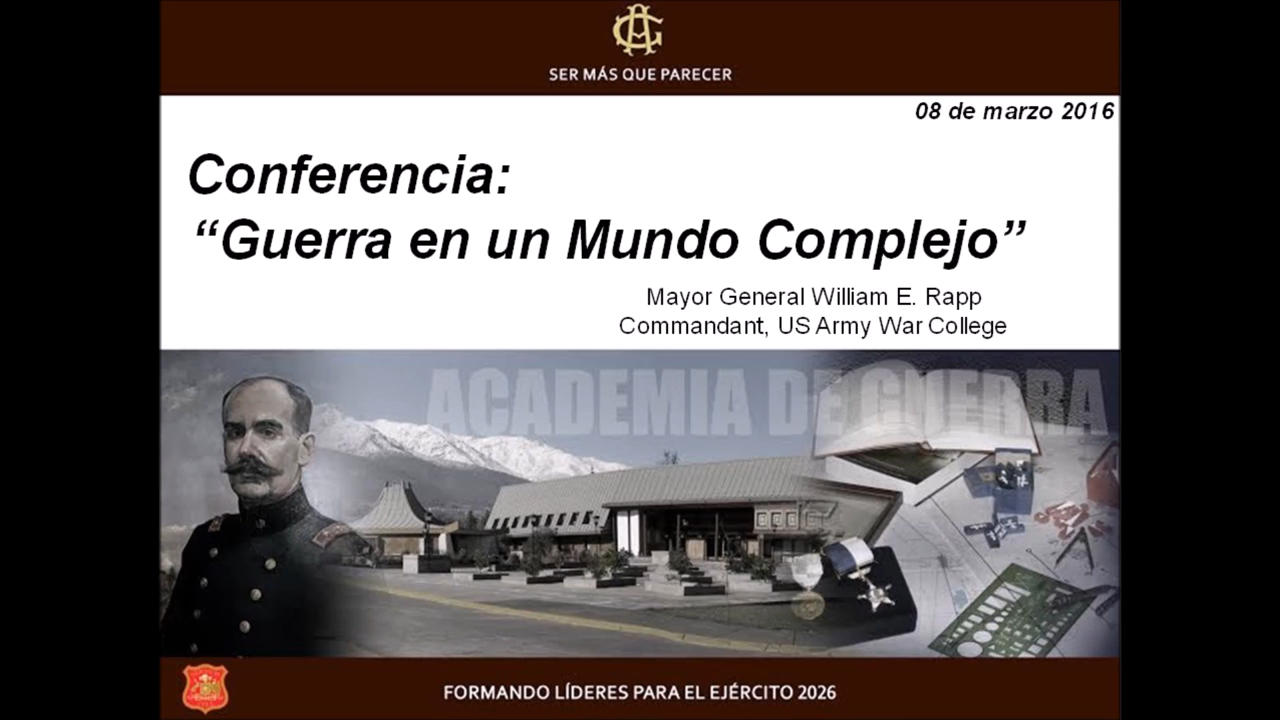 SER MÁS QUE PARECER
08 de marzo 2016
Conferencia:
“Guerra en un Mundo Complejo”
Mayor General William E. Rapp
Commandant, US Army War College
ACADEMIA DE GUERRA
FORMANDO LÍDERES PARA EL EJÉRCITO 2026